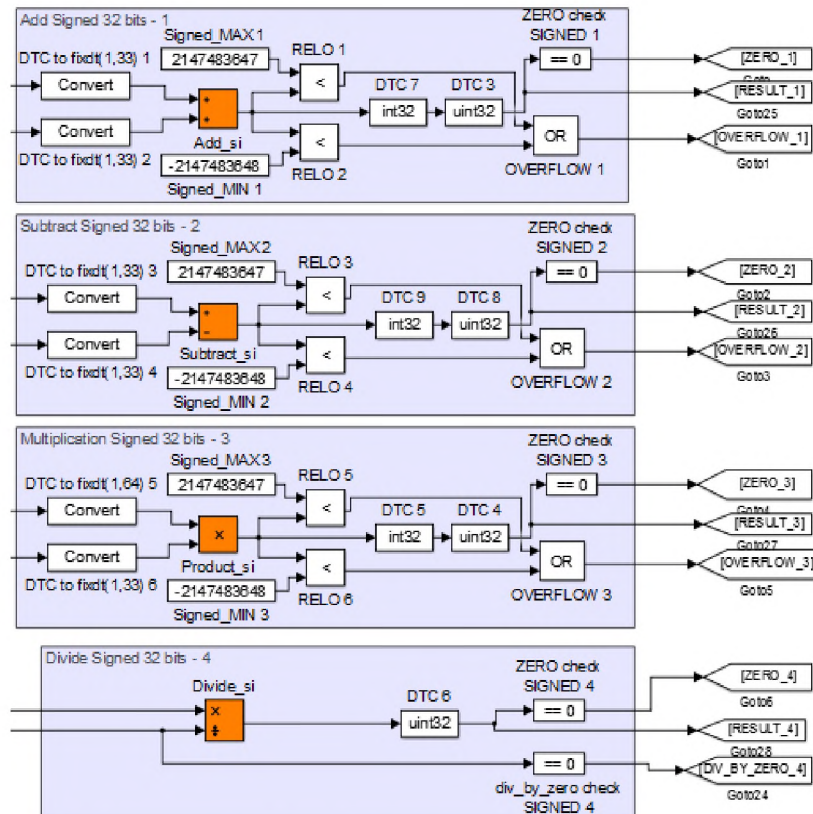 Add Signed 32 bits - 1
Signed_MAX1
2147483647
DTC to fixdt(1,33) 1
Convert
Convert
DTC to fixdt(1,33) 2
Add_si
-2147483648
Signed_MIN 1
RELO 1
<
<
RELO 2
DTC 7
int32
DTC 3
uint32
ZERO check
SIGNED 1
== 0
OR
OVERFLOW 1
[ZERO_1]
[RESULT_1]
Goto25
[OVERFLOW_1]
Goto1
Subtract Signed 32 bits - 2
Signed_MAX2
2147483647
DTC to fixdt(1,33) 3
Convert
Convert
DTC to fixdt(1,33) 4
Subtract_si
-2147483648
Signed_MIN 2
RELO 3
<
<
RELO 4
DTC 9
int32
DTC 8
uint32
ZERO check
SIGNED 2
== 0
OR
OVERFLOW 2
[ZERO_2]
Goto2
[RESULT_2]
Goto26
[OVERFLOW_2]
Goto3
Multiplication Signed 32 bits - 3
Signed_MAX3
2147483647
DTC to fixdt(1,64) 5
Convert
Convert
DTC to fixdt(1,33) 6
×
Product_si
-2147483648
Signed_MIN 3
RELO 5
<
<
RELO 6
DTC 5
int32
DTC 4
uint32
ZERO check
SIGNED 3
== 0
OR
OVERFLOW 3
[ZERO_3]
Goto4
[RESULT_3]
Goto27
[OVERFLOW_3]
Goto5
Divide Signed 32 bits - 4
Divide_si
×
÷
DTC 6
uint32
ZERO check
SIGNED 4
== 0
== 0
div_by_zero check
SIGNED 4
[ZERO_4]
Goto6
[RESULT_4]
Goto28
[DIV_BY_ZERO_4]
Goto24